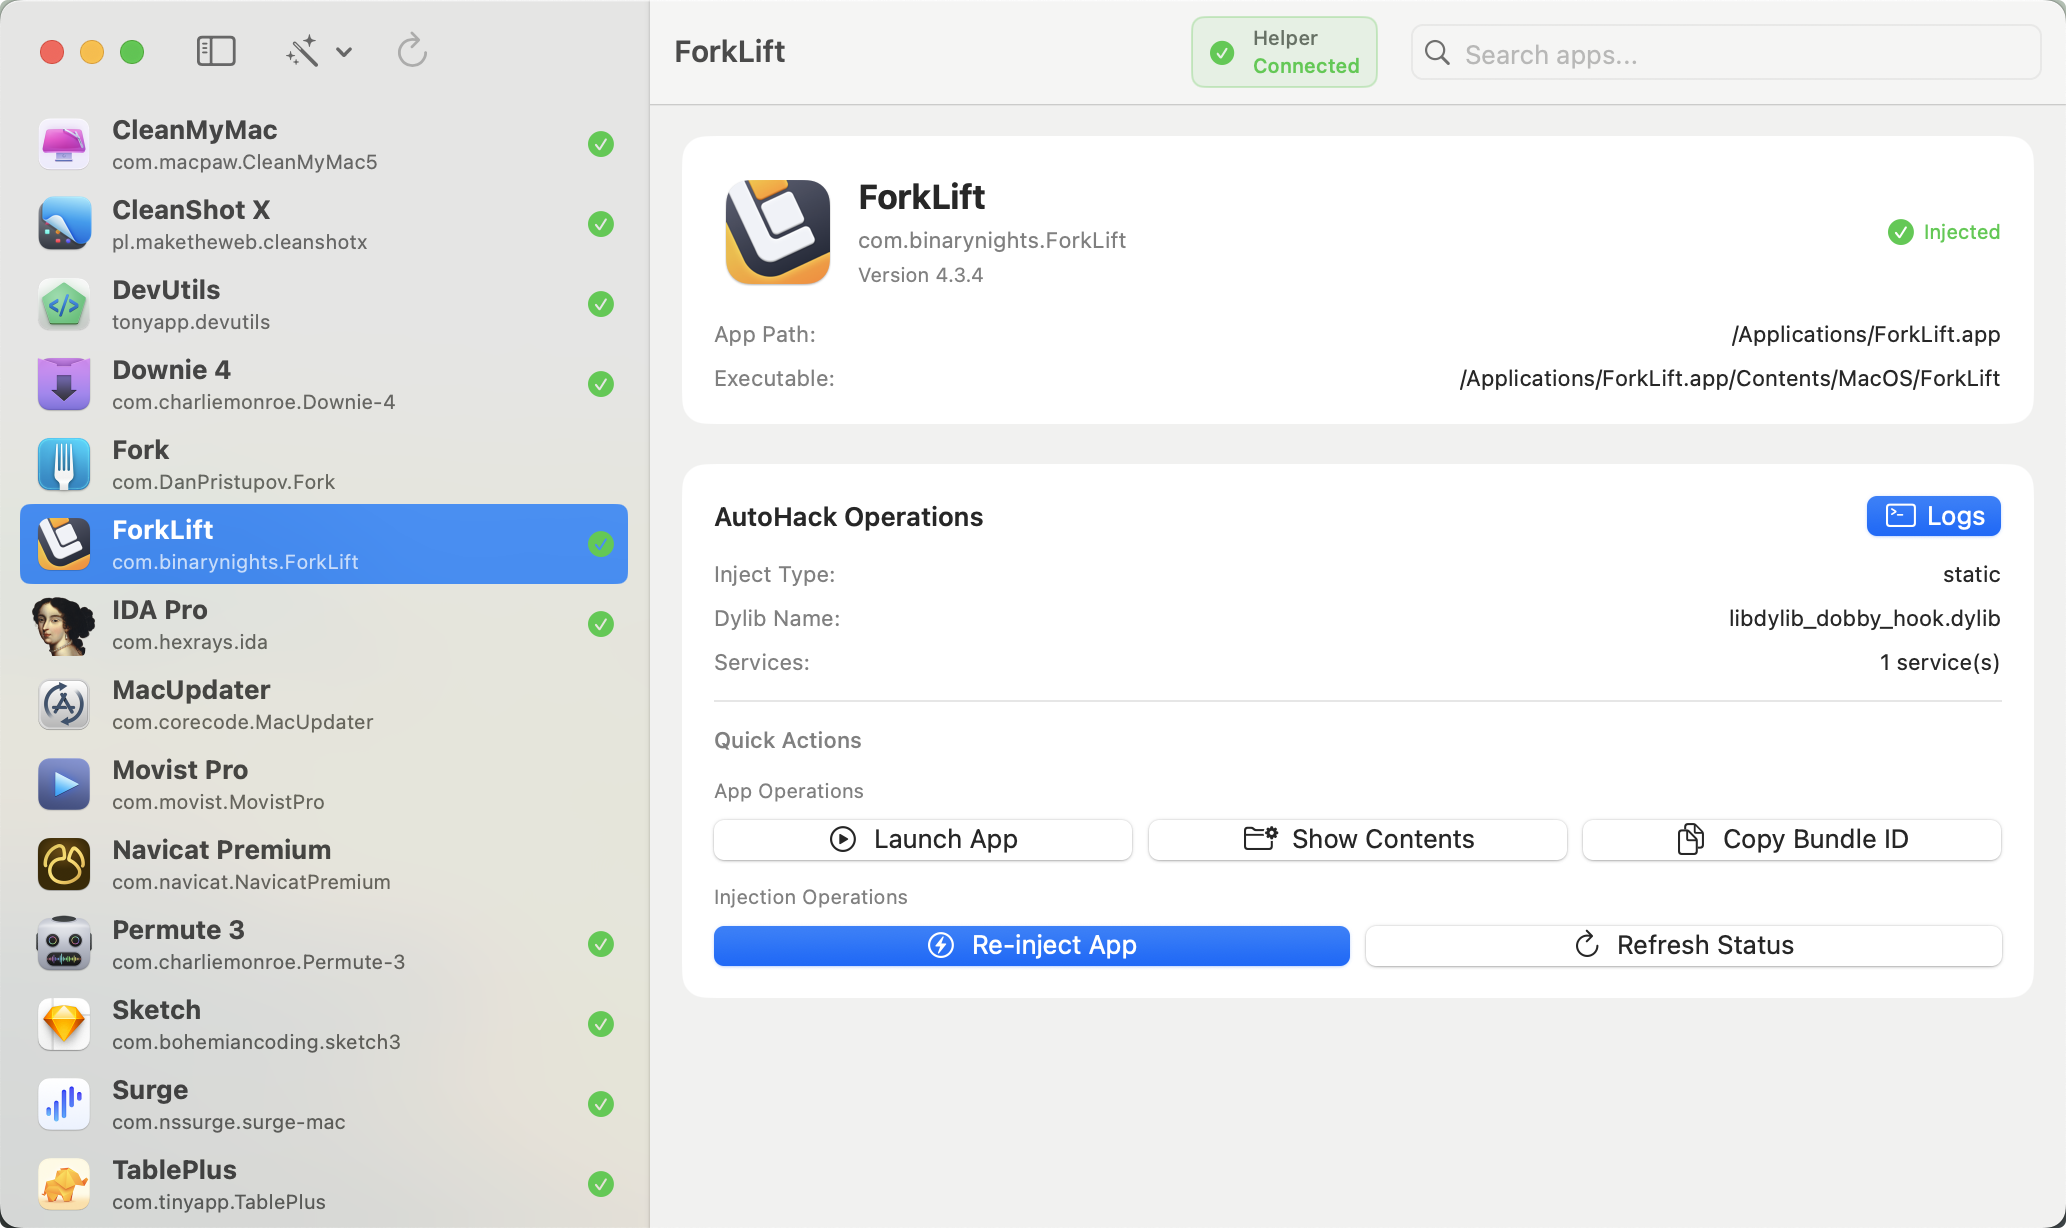 CleanMyMac
com.macpaw.CleanMyMac5
CleanShot X
pl.maketheweb.cleanshotx
DevUtils
tonyapp.devutils
Downie 4
com.charliemonroe.Downie-4
Fork
com.DanPristupov.Fork
ForkLift
com.binarynights.ForkLift
IDA Pro
com.hexrays.ida
MacUpdater
com.corecode.MacUpdater
Movist Pro
com.movist.MovistPro
Navicat Premium
com.navicat.NavicatPremium
Permute 3
com.charliemonroe.Permute-3
Sketch
com.bohemiancoding.sketch3
Surge
com.nssurge.surge-mac
TablePlus
com.tinyapp.TablePlus
ForkLift
Helper
Connected
Search apps...
ForkLift
com.binarynights.ForkLift
Version 4.3.4
Injected
App Path: /Applications/ForkLift.app
Executable: /Applications/ForkLift.app/Contents/MacOS/ForkLift
AutoHack Operations
Logs
Inject Type: static
Dylib Name: libdylib_dobby_hook.dylib
Services: 1 service(s)
Quick Actions
App Operations
Launch App Show Contents Copy Bundle ID
Injection Operations
Re-inject App Refresh Status